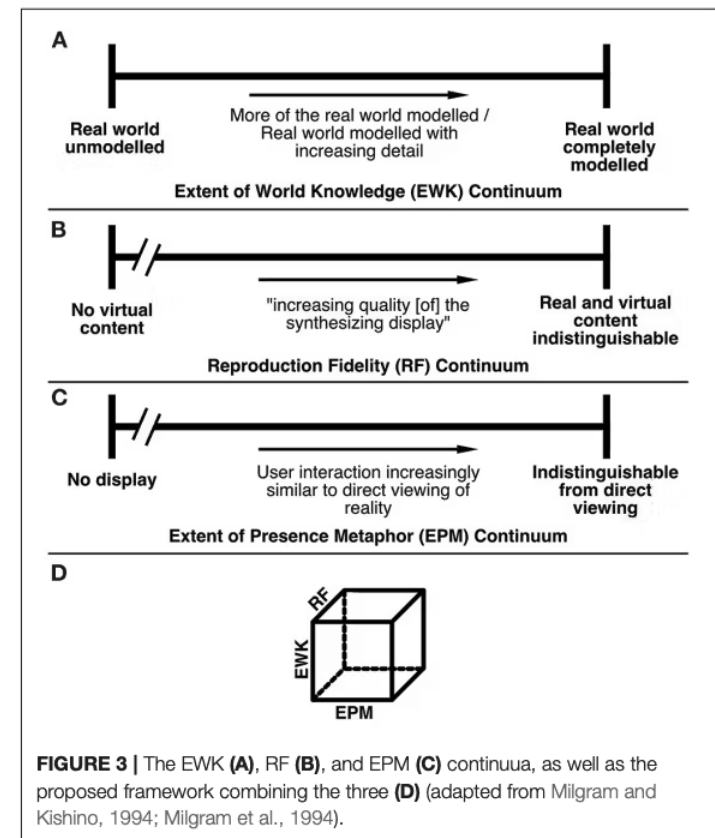 A
Real world
unmodelled
More of the real world modelled /
Real world modelled with
increasing detail
Real world
completely
modelled
Extent of World Knowledge (EWK) Continuum
B
No virtual
content
"increasing quality [of] the
synthesizing display"
Real and virtual
content
indistinguishable
Reproduction Fidelity (RF) Continuum
C
No display
User interaction increasingly
similar to direct viewing of
reality
Indistinguishable
from direct
viewing
Extent of Presence Metaphor (EPM) Continuum
D
RF
EWK
EPM
FIGURE 3 | The EWK (A), RF (B), and EPM (C) continuua, as well as the
proposed framework combining the three (D) (adapted from Milgram and
Kishino, 1994; Milgram et al., 1994).